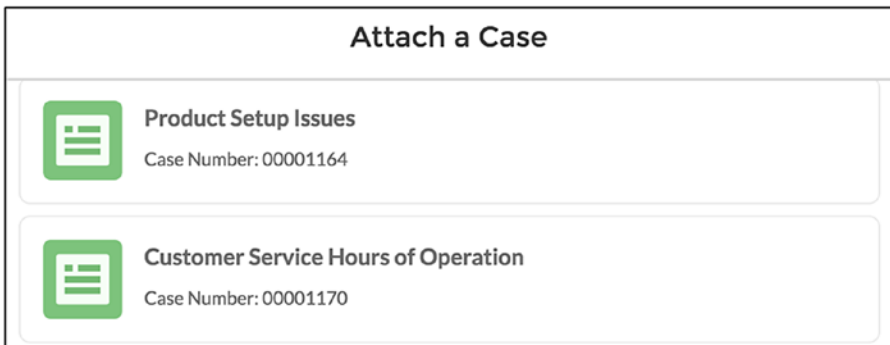 Attach a Case
Product Setup Issues
Case Number: 00001164
Customer Service Hours of Operation
Case Number: 00001170